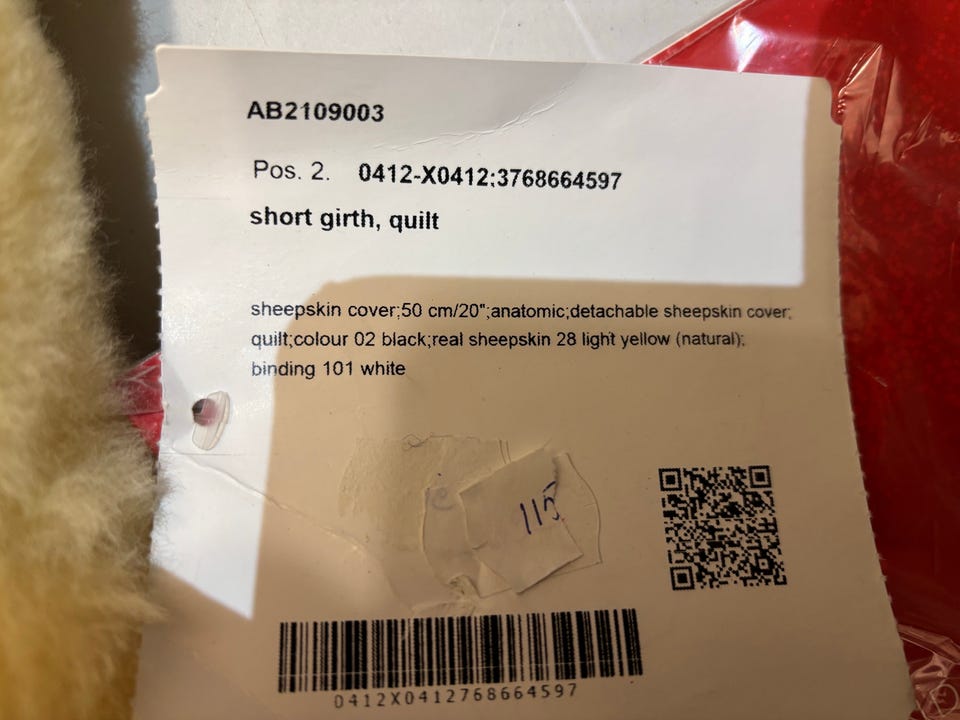 AB2109003
Pos. 2. 0412-X0412;3768664597
short girth, quilt
sheepskin cover;50 cm/20";anatomic;detachable sheepskin cover;
quilt;colour 02 black;real sheepskin 28 light yellow (natural);
binding 101 white
115
0412X0412768664597